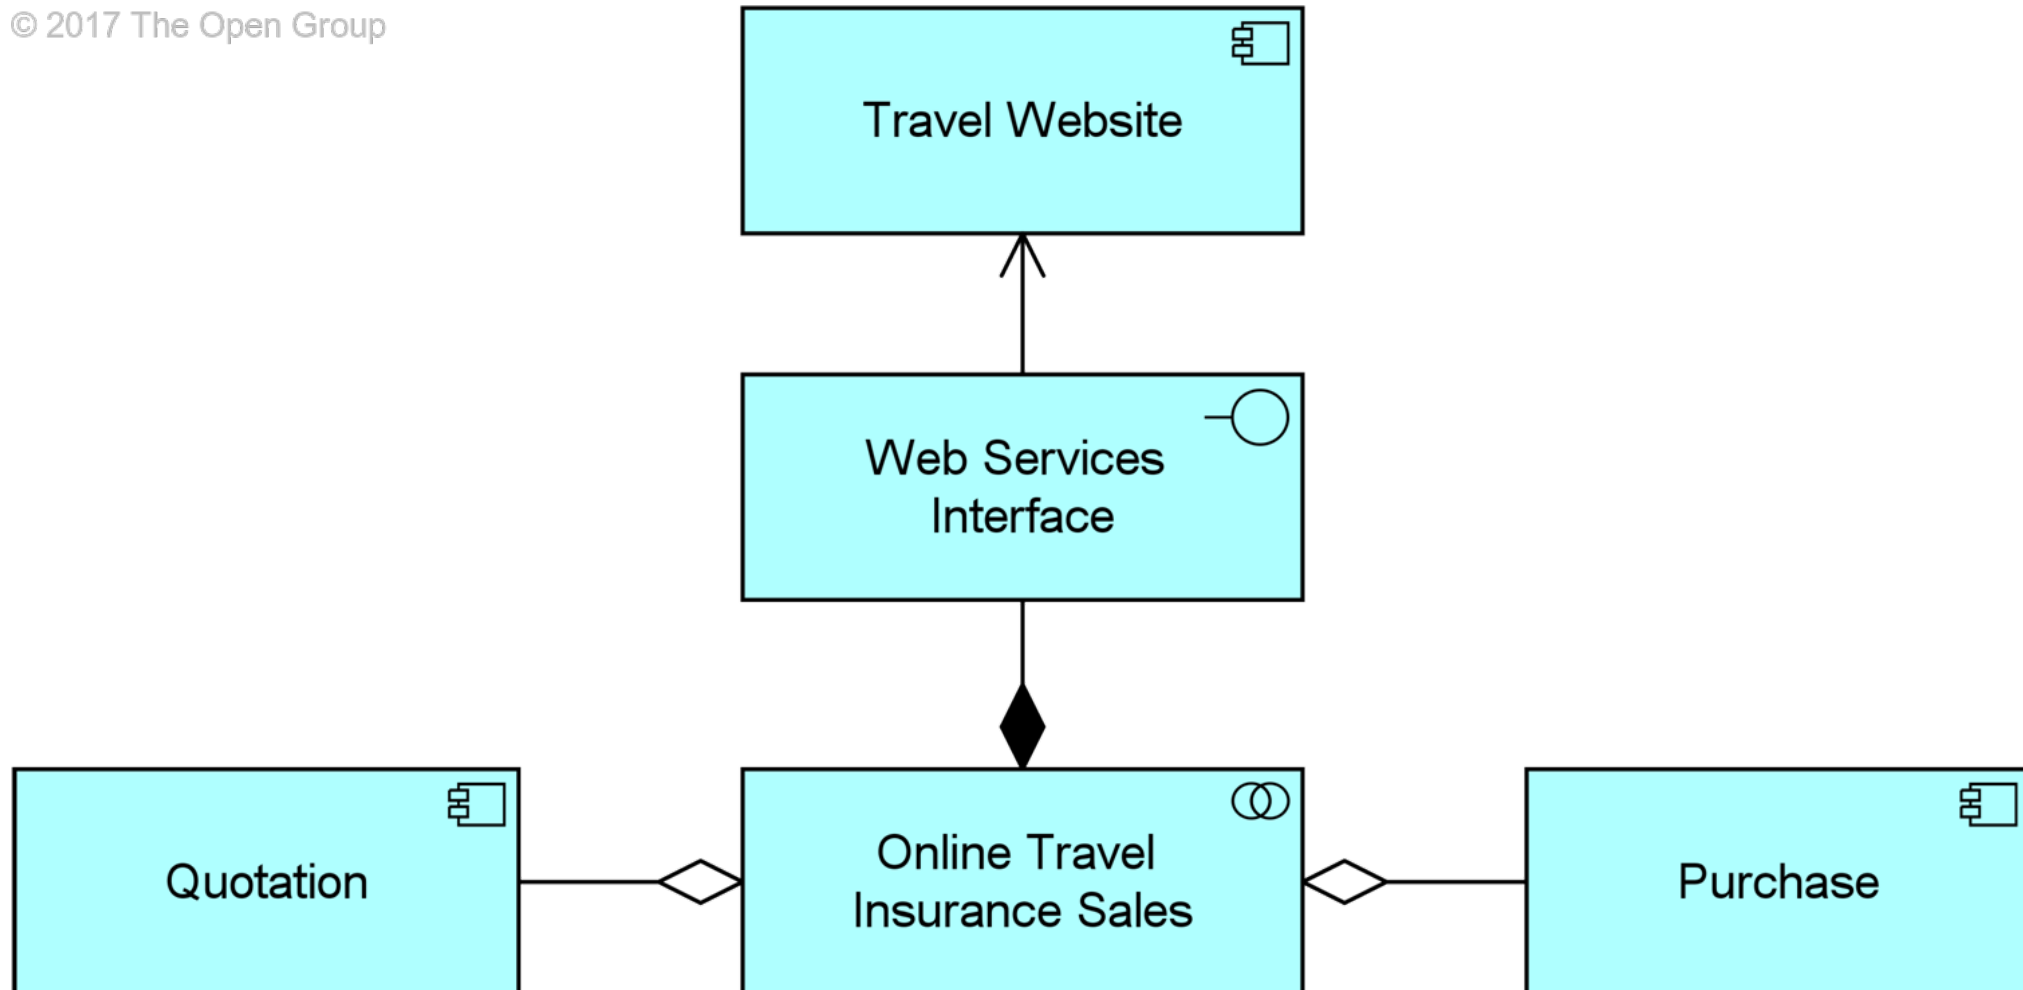 © 2017 The Open Group
Travel Website
Web Services
Interface
Quotation
Online Travel
Insurance Sales
Purchase